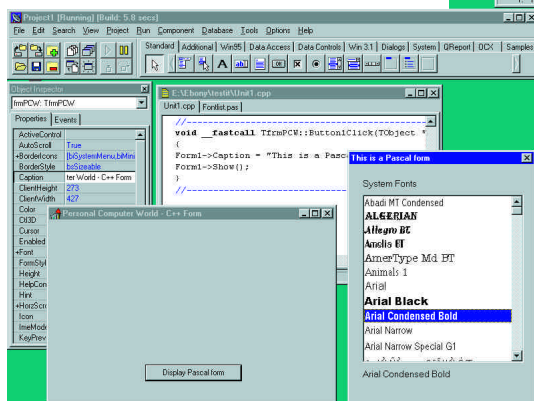 Project1 [Running] [Build: 5.8 secs]
File Edit Search View Project Run Component Database Tools Options Help
Standard Additional Win95 Data Access Data Controls Win 3.1 Dialogs System QReport OCX Samples
Object Inspector
frmPCW: TfrmPCW
Properties Events
ActiveControl
AutoScroll True
+BorderIcons [biSystemMenu,biMini
BorderStyle bsSizeable
Caption ter World - C++ Form
ClientHeight 273
ClientWidth 427
Color
Ctl3D
Cursor
Enabled
+Font
FormStyl
Height
HelpCon
Hint
+HorzScro
Icon
ImeMode
KeyPrev
E:\Ebony\testit\Unit1.cpp
Unit1.cpp Fontlist.pas
//----------------------------------
void __fastcall TfrmPCW::Button1Click(TObject *
{
Form1->Caption = "This is a Pasc
Form1->Show();
}
//----------------------------------
Personal Computer World - C++ Form
Display Pascal form
This is a Pascal form
System Fonts
Abadi MT Condensed
ALGERIAN
Allegro BT
Amelia BT
AmerType Md BT
Animals 1
Arial
Arial Black
Arial Condensed Bold
Arial Narrow
Arial Narrow Special G1
Arial Condensed Bold